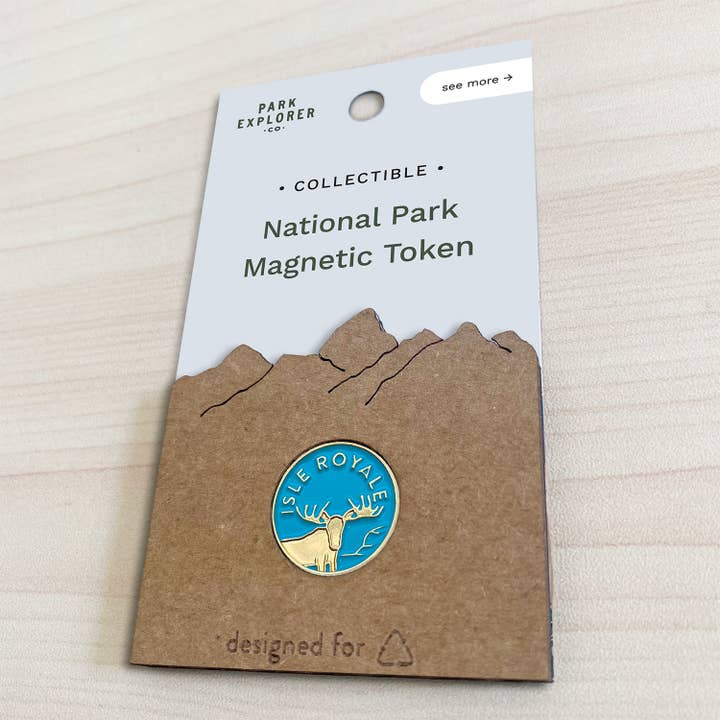 PARK
EXPLORER
·CO·
see more →
• COLLECTIBLE •
National Park
Magnetic Token
ISLE ROYALE
designed for